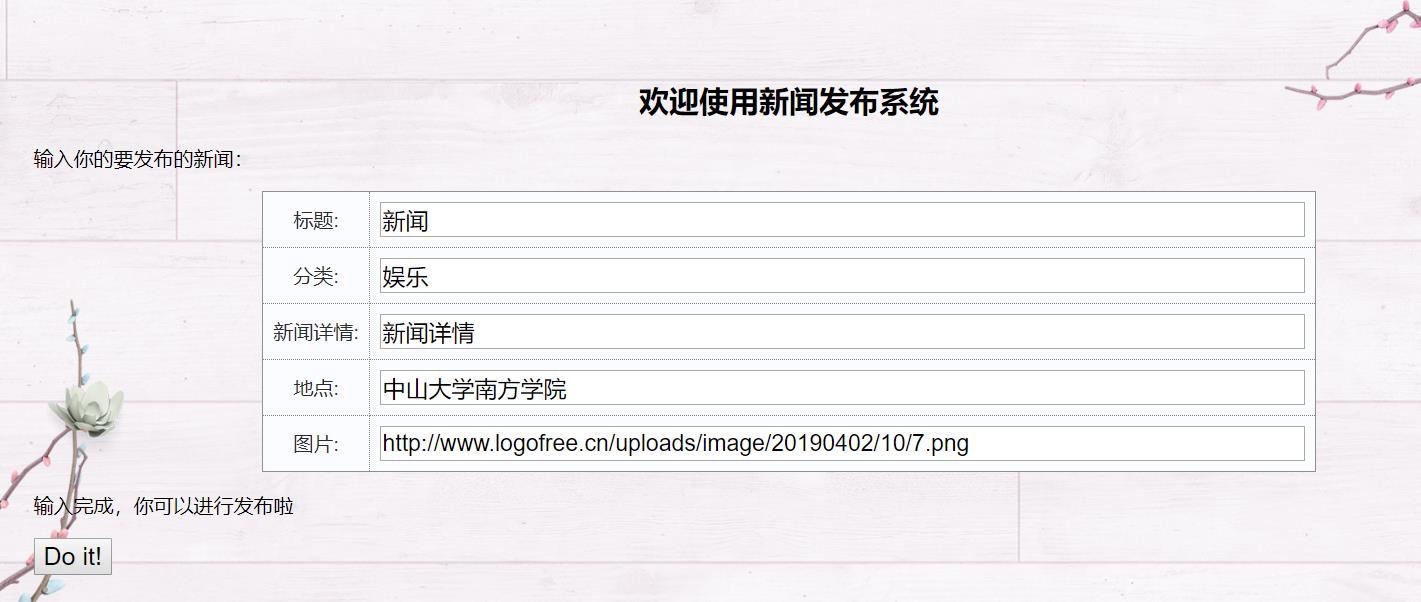 欢迎使用新闻发布系统
输入你的要发布的新闻：
标题: 新闻
分类: 娱乐
新闻详情: 新闻详情
地点: 中山大学南方学院
图片: http://www.logofree.cn/uploads/image/20190402/10/7.png
输入完成，你可以进行发布啦
Do it!